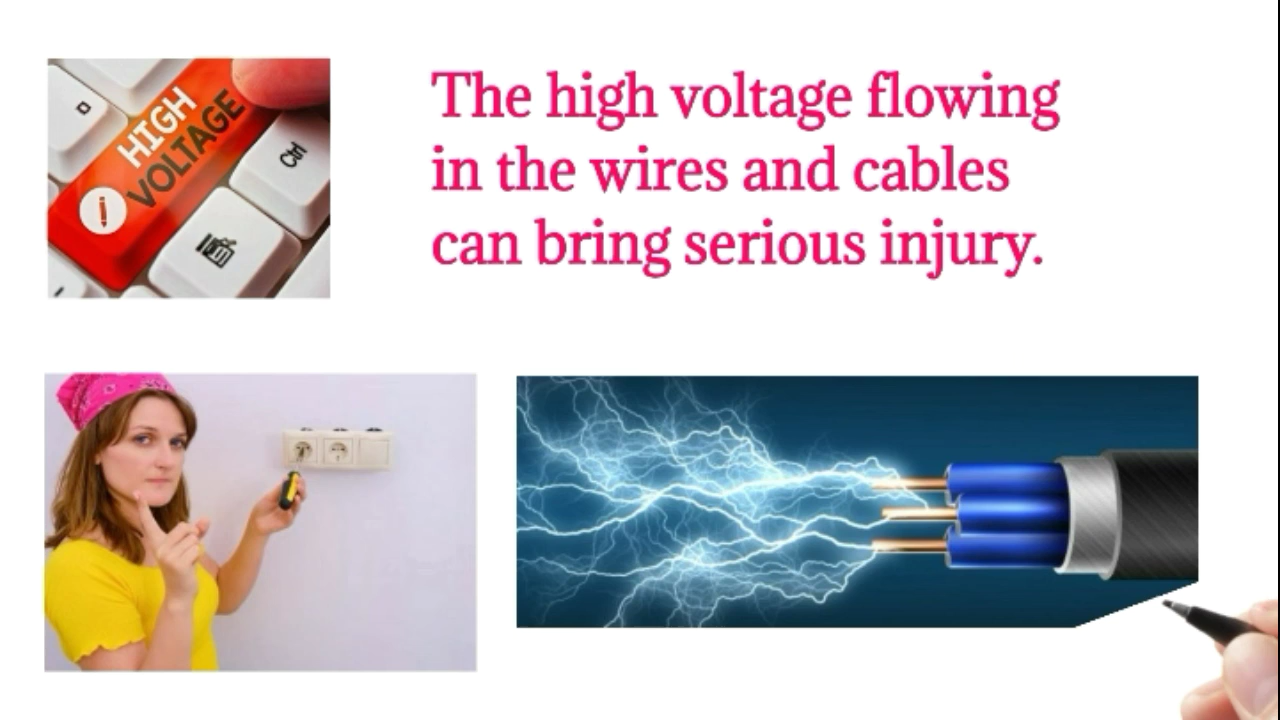 HIGH
VOLTAGE
Ctrl
The high voltage flowing
in the wires and cables
can bring serious injury.